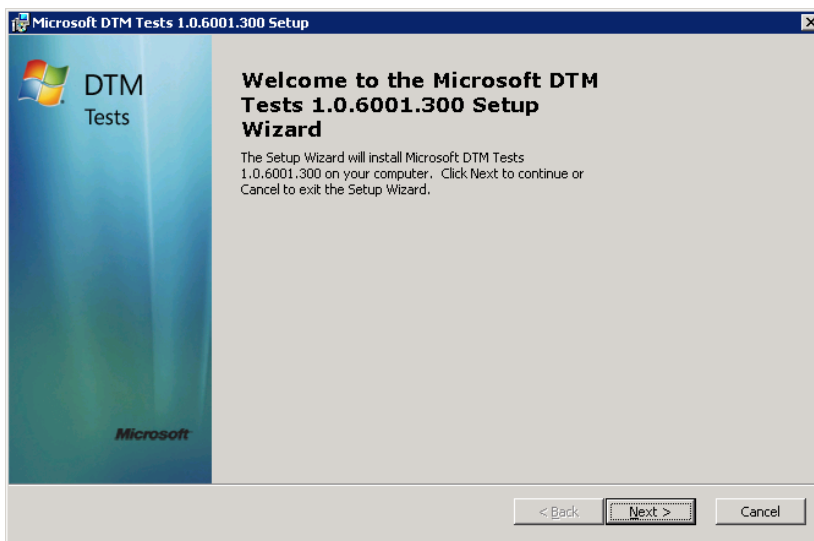 Microsoft DTM Tests 1.0.6001.300 Setup
DTM
Tests
Welcome to the Microsoft DTM
Tests 1.0.6001.300 Setup
Wizard
The Setup Wizard will install Microsoft DTM Tests
1.0.6001.300 on your computer. Click Next to continue or
Cancel to exit the Setup Wizard.
Microsoft
< Back
Next >
Cancel